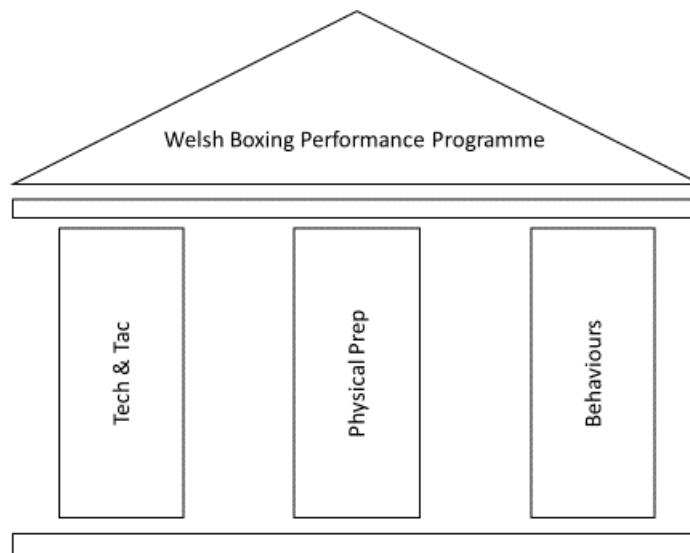 Welsh Boxing Performance Programme
Tech & Tac
Physical Prep
Behaviours